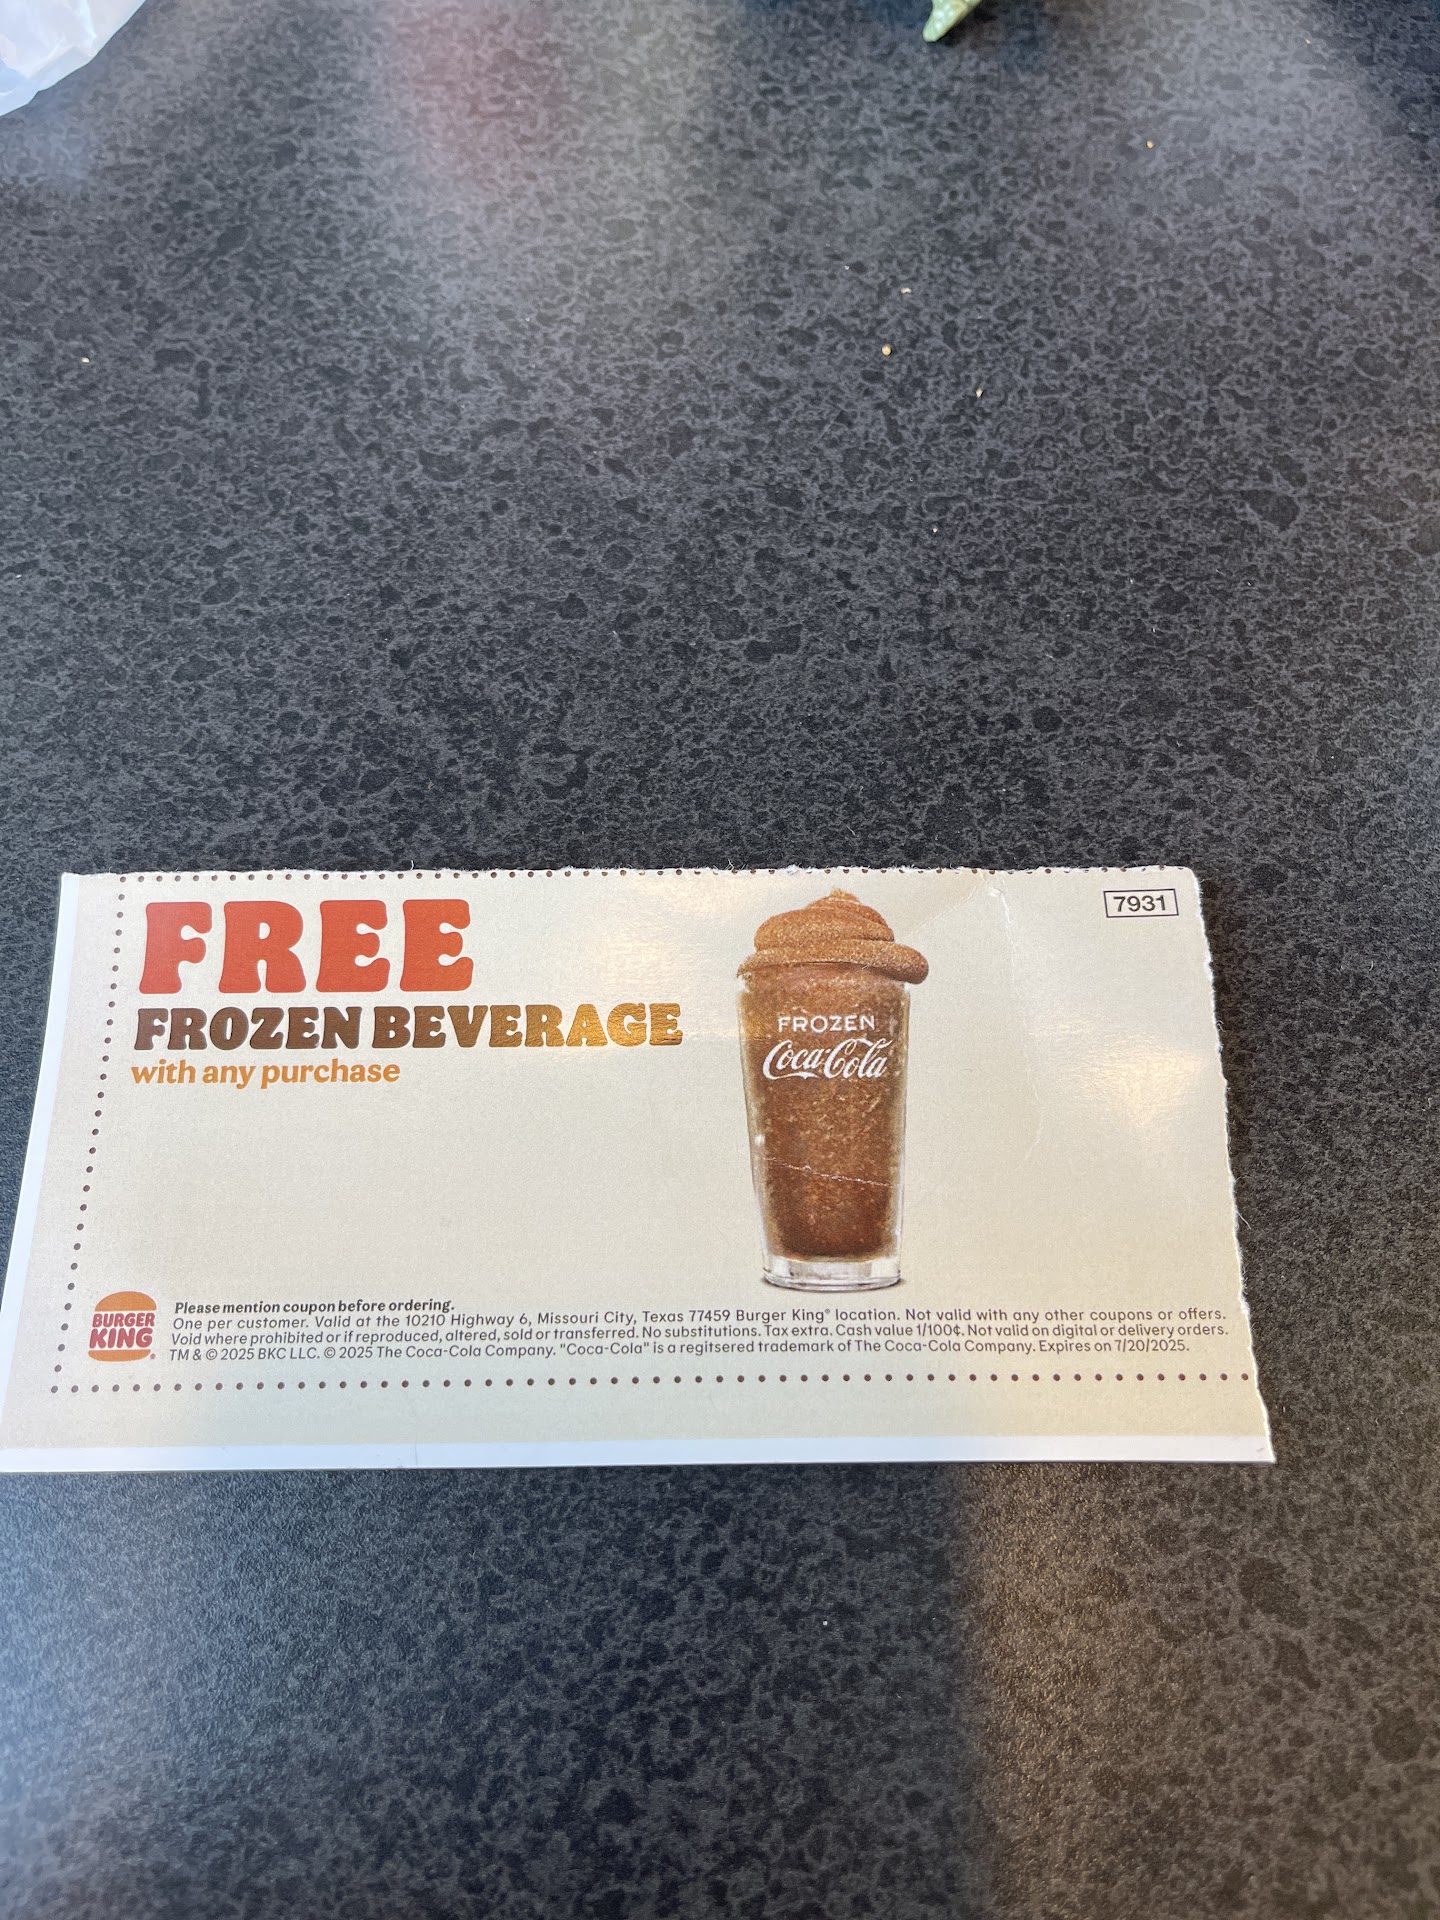 FREE
7931
FROZEN BEVERAGE
with any purchase
FROZEN
Coca-Cola
BURGER
KING®
Please mention coupon before ordering.
One per customer. Valid at the 10210 Highway 6, Missouri City, Texas 77459 Burger King® location. Not valid with any other coupons or offers.
Void where prohibited or if reproduced, altered, sold or transferred. No substitutions. Tax extra. Cash value 1/100¢. Not valid on digital or delivery orders.
TM & © 2025 BKC LLC. © 2025 The Coca-Cola Company. "Coca-Cola" is a regitsered trademark of The Coca-Cola Company. Expires on 7/20/2025.